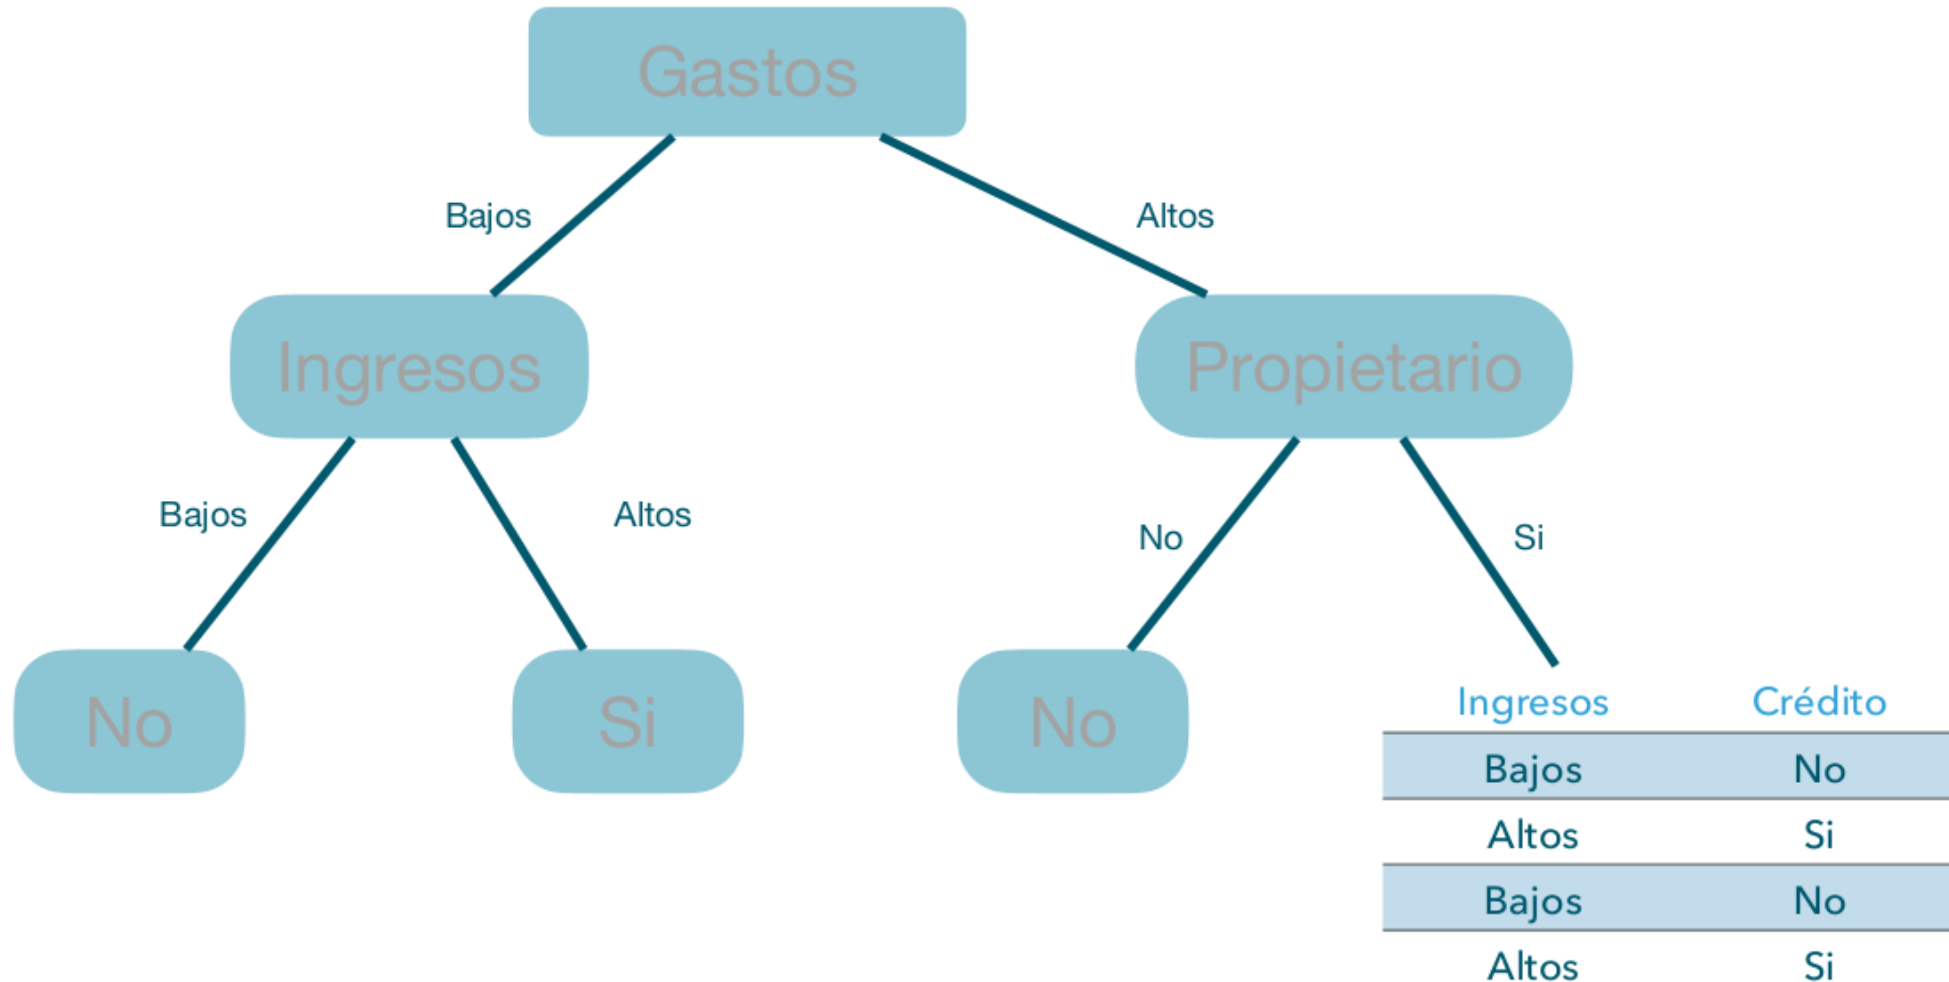 Gastos
Bajos
Altos
Ingresos
Propietario
Bajos
Altos
No
Si
No
Si
No
Ingresos Crédito
Bajos No
Altos Si
Bajos No
Altos Si